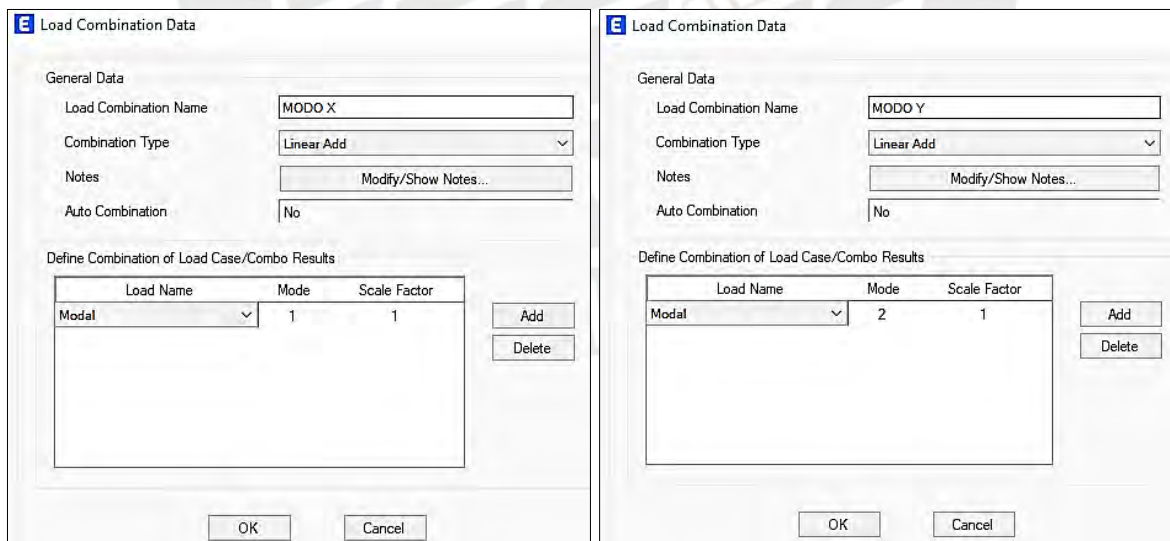 E Load Combination Data
General Data
Load Combination Name MODO X
Combination Type Linear Add
Notes Modify/Show Notes...
Auto Combination No
Define Combination of Load Case/Combo Results
Load Name Mode Scale Factor
Modal 1 1
Add
Delete
OK Cancel
E Load Combination Data
General Data
Load Combination Name MODO Y
Combination Type Linear Add
Notes Modify/Show Notes...
Auto Combination No
Define Combination of Load Case/Combo Results
Load Name Mode Scale Factor
Modal 2 1
Add
Delete
OK Cancel